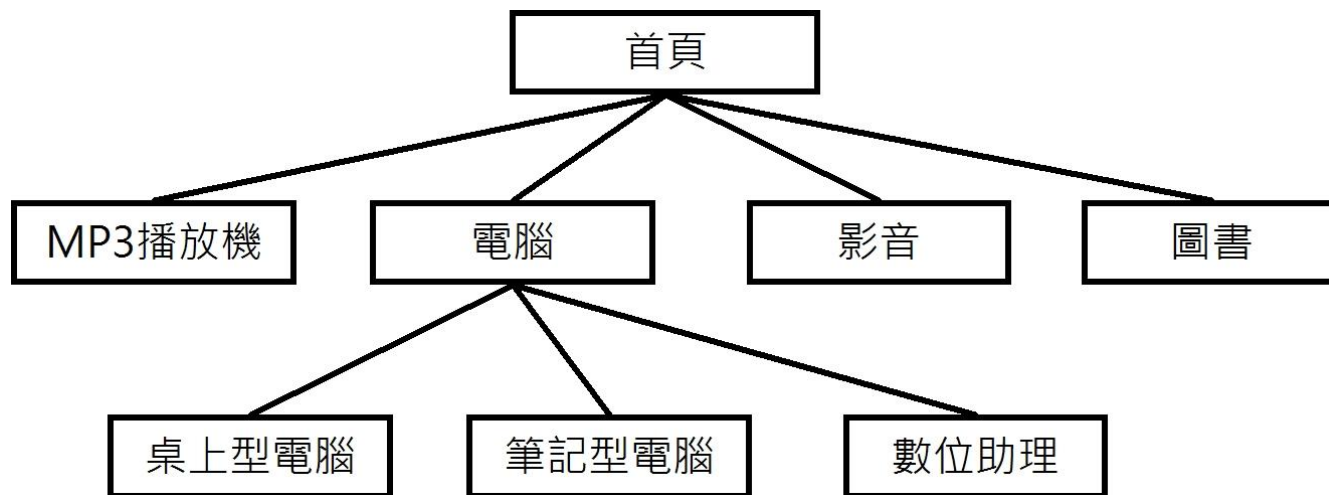 首頁
MP3播放機
電腦
影音
圖書
桌上型電腦
筆記型電腦
數位助理